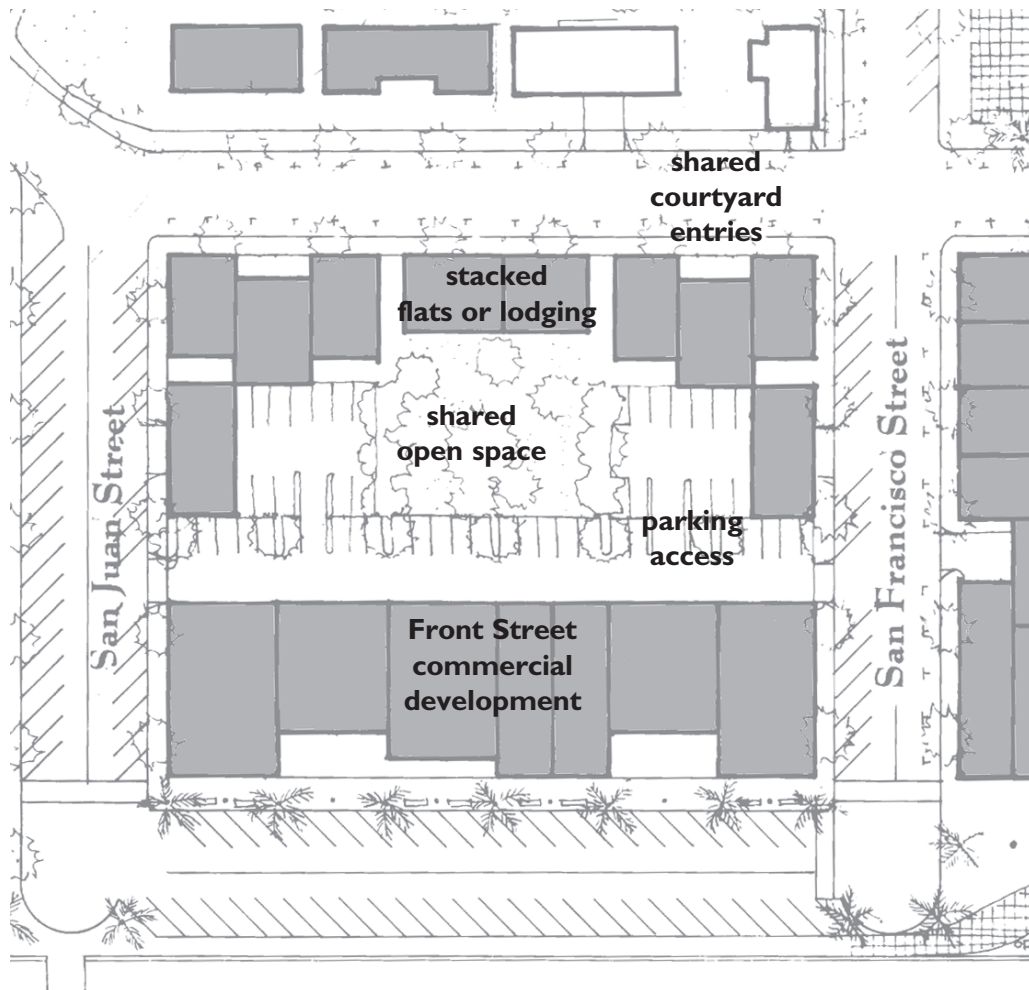 shared
courtyard
entries
stacked
flats or lodging
shared
open space
San Juan Street
San Francisco Street
parking
access
Front Street
commercial
development